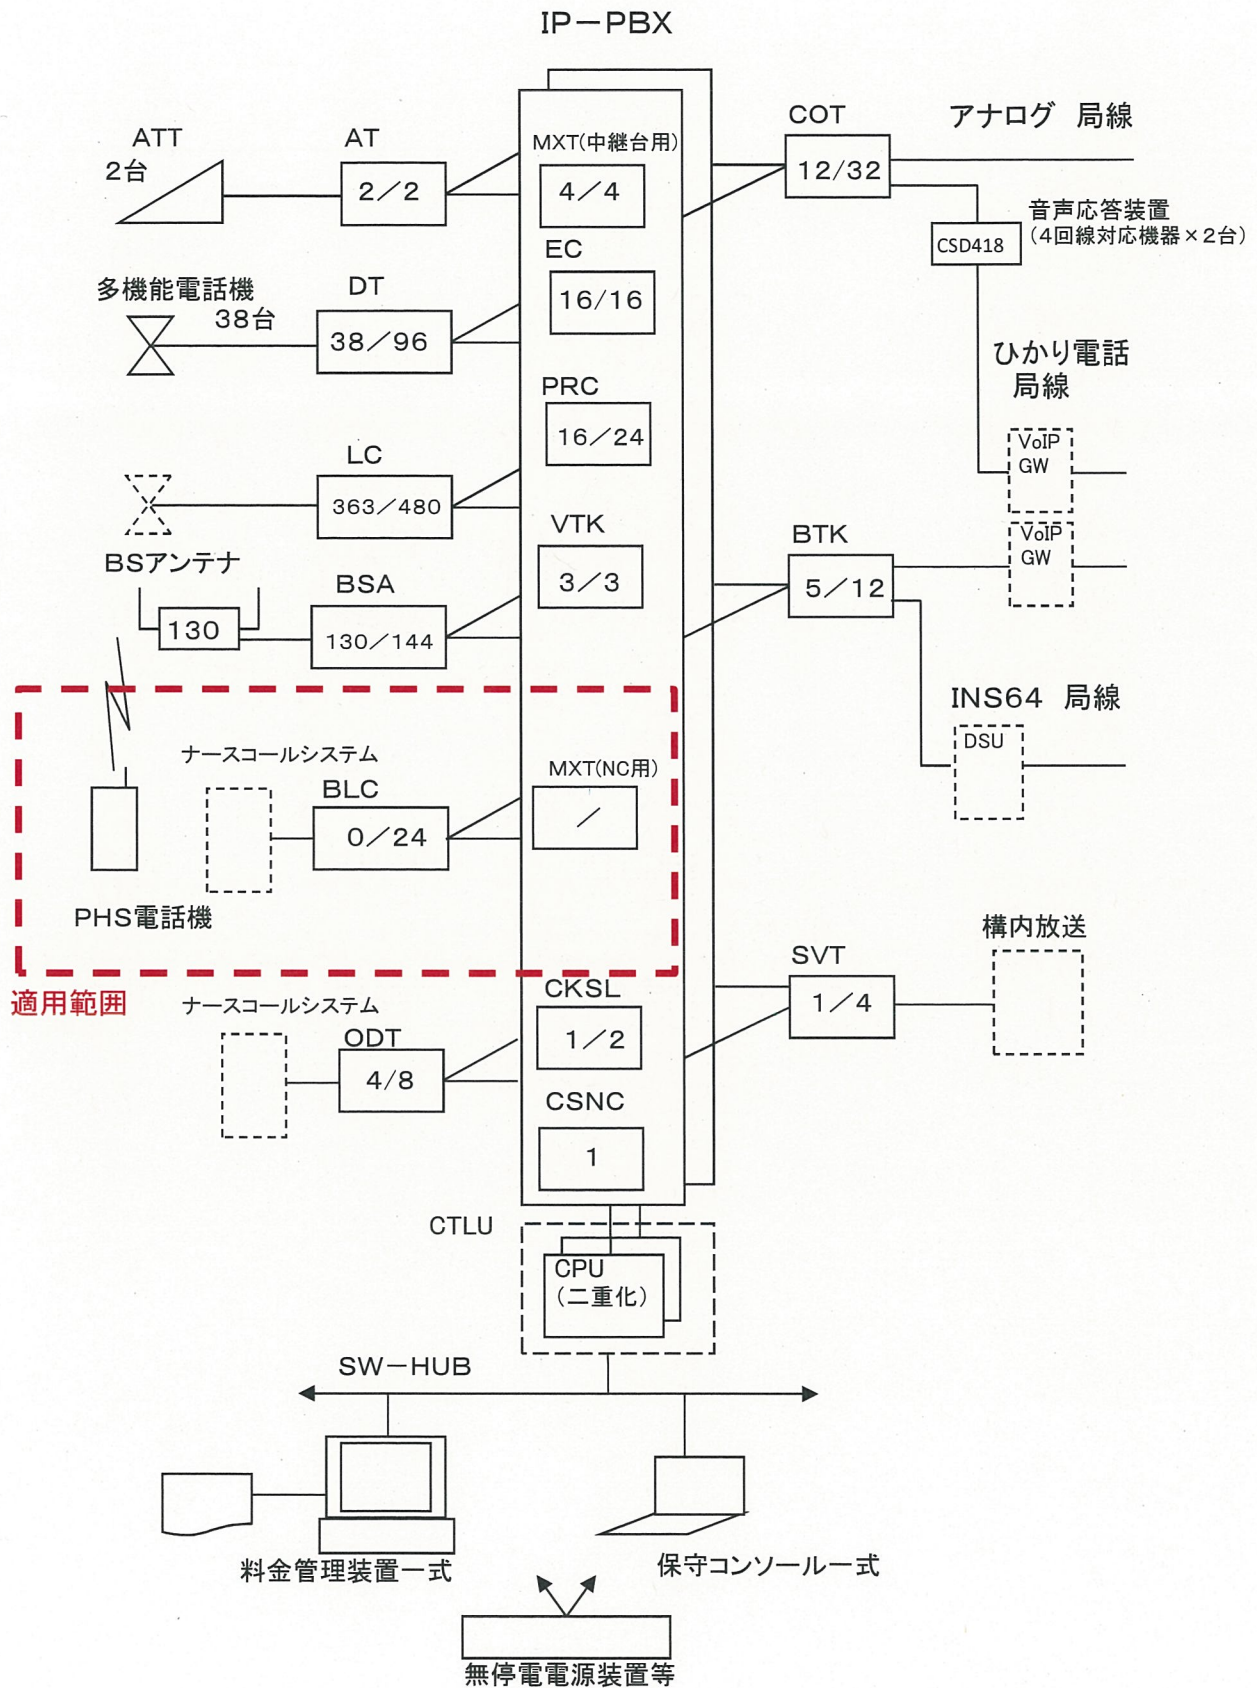 IP－PBX
ATT
2台
AT
2／2
MXT(中継台用)
4／4
COT
12/32
アナログ 局線
音声応答装置
(4回線対応機器×2台)
CSD418
EC
16/16
多機能電話機
38台
DT
38／96
ひかり電話
局線
PRC
16／24
VoIP
GW
LC
363／480
VTK
3／3
BTK
5／12
VoIP
GW
BSアンテナ
130
BSA
130／144
INS64 局線
DSU
ナースコールシステム
BLC
0／24
MXT(NC用)
／
PHS電話機
適用範囲
構内放送
SVT
1／4
CKSL
1／2
ナースコールシステム
ODT
4/8
CSNC
1
CTLU
CPU
(二重化)
SW－HUB
料金管理装置一式
保守コンソール一式
無停電電源装置等